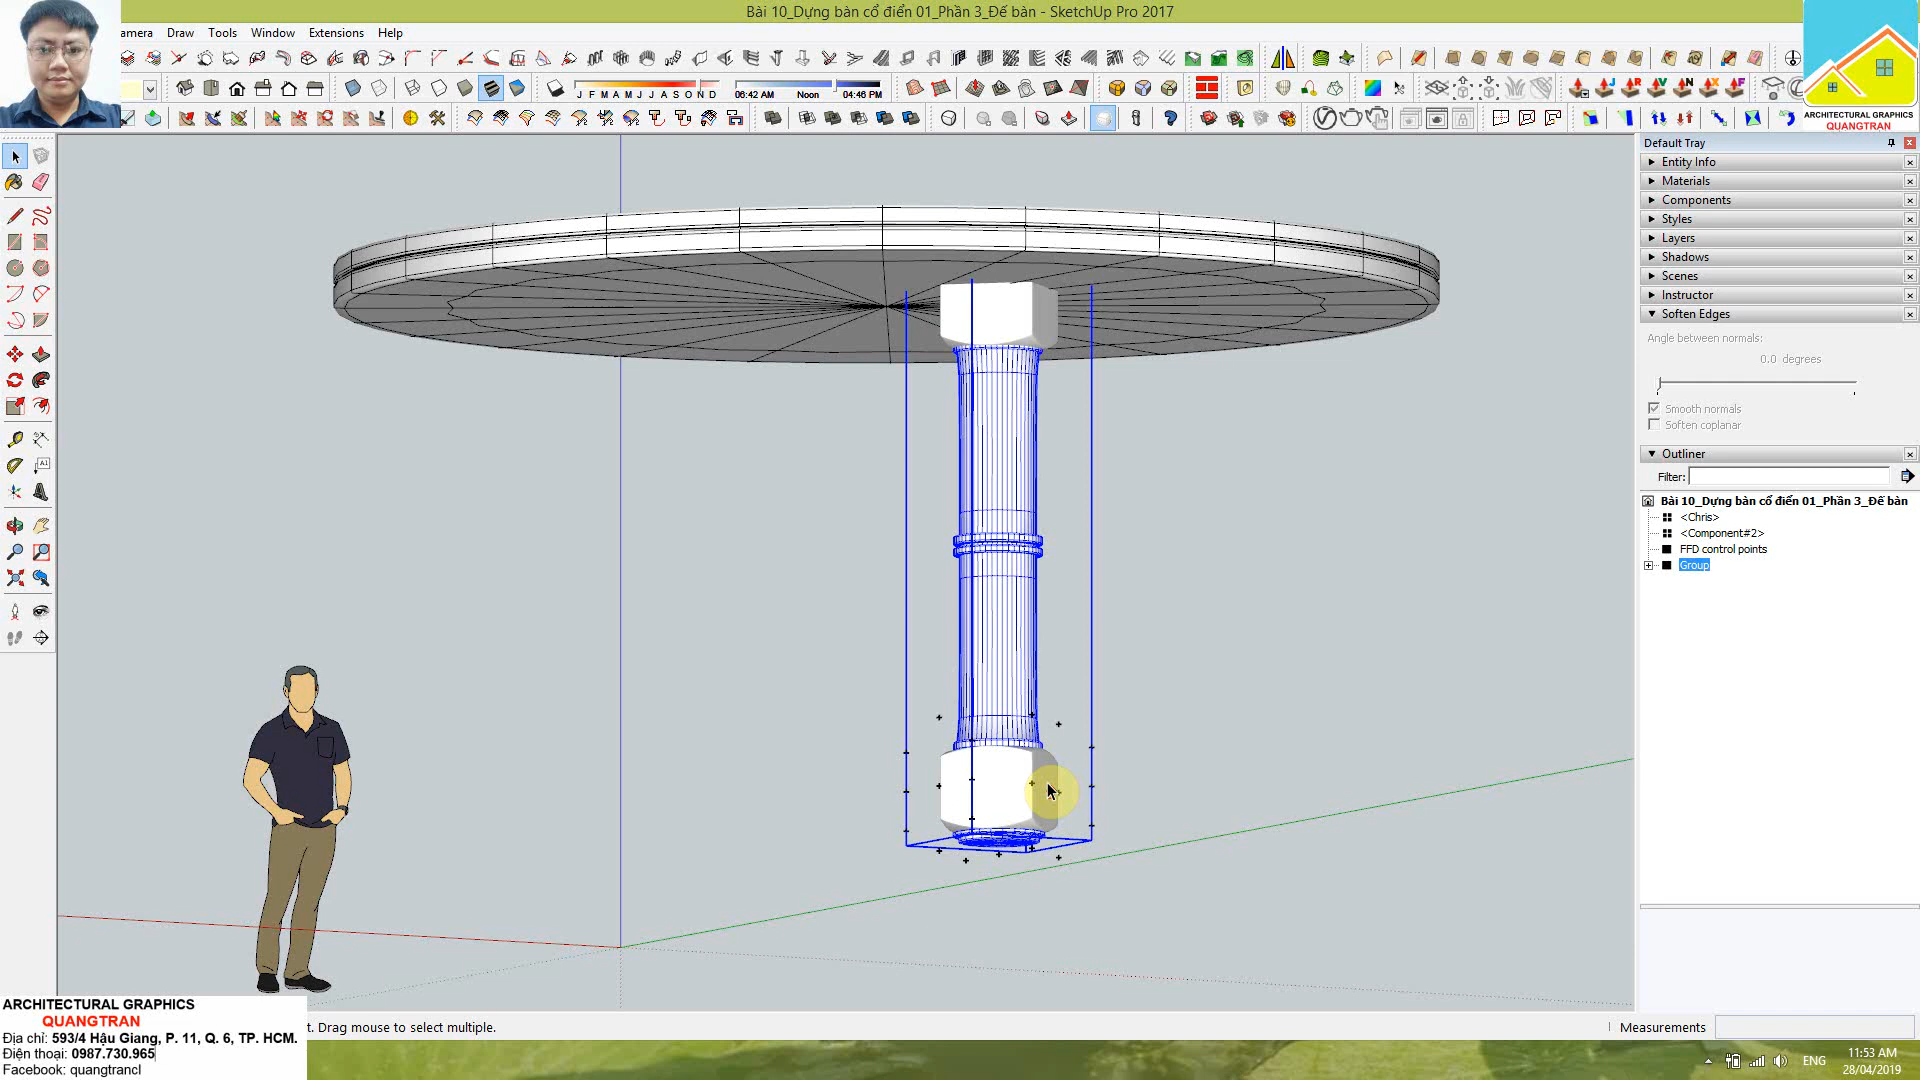 Bài 10_Dựng bàn cổ điển 01_Phần 3_Đế bàn - SketchUp Pro 2017
amera Draw Tools Window Extensions Help
J F M A M J J A S O N D 06:42 AM Noon 04:46 PM
ARCHITECTURAL GRAPHICS
QUANGTRAN
Default Tray
Entity Info
Materials
Components
Styles
Layers
Shadows
Scenes
Instructor
Soften Edges
Angle between normals:
0.0 degrees
Smooth normals
Soften coplanar
Outliner
Filter:
Bài 10_Dựng bàn cổ điển 01_Phần 3_Đế bàn
<Chris>
<Component#2>
FFD control points
Group
ARCHITECTURAL GRAPHICS
QUANGTRAN
Địa chỉ: 593/4 Hậu Giang, P. 11, Q. 6, TP. HCM.
Điện thoại: 0987.730.965
Facebook: quangtrancl
t. Drag mouse to select multiple.
Measurements
ENG
11:53 AM
28/04/2019